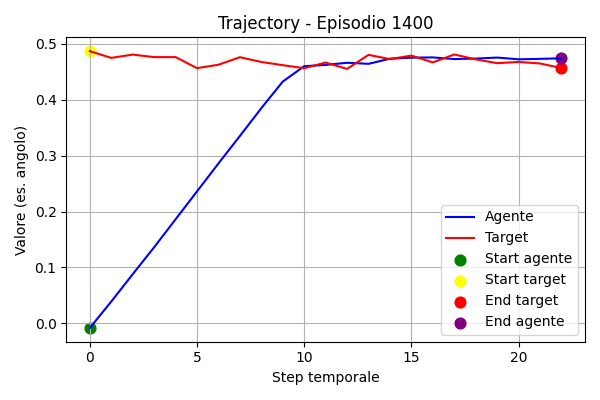 Trajectory - Episodio 1400
Valore (es. angolo)
0.5
0.4
0.3
0.2
0.1
0.0
0
5
10
15
20
Step temporale
Agente
Target
Start agente
Start target
End target
End agente